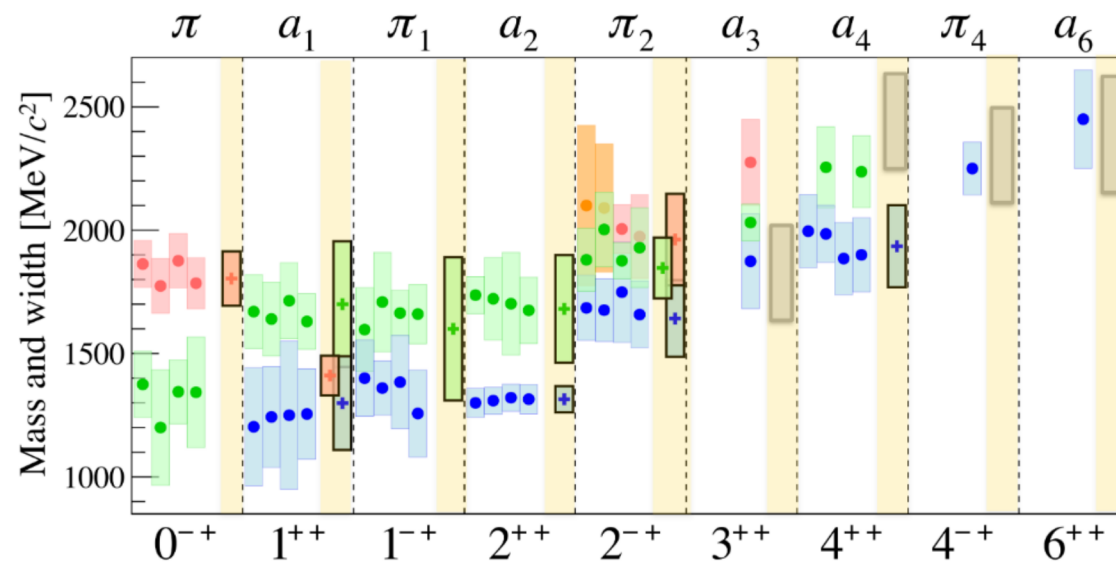 π a₁ π₁ a₂ π₂ a₃ a₄ π₄ a₆
Mass and width [MeV/c²]
2500
2000
1500
1000
0⁻⁺ 1⁺⁺ 1⁻⁺ 2⁺⁺ 2⁻⁺ 3⁺⁺ 4⁺⁺ 4⁻⁺ 6⁺⁺